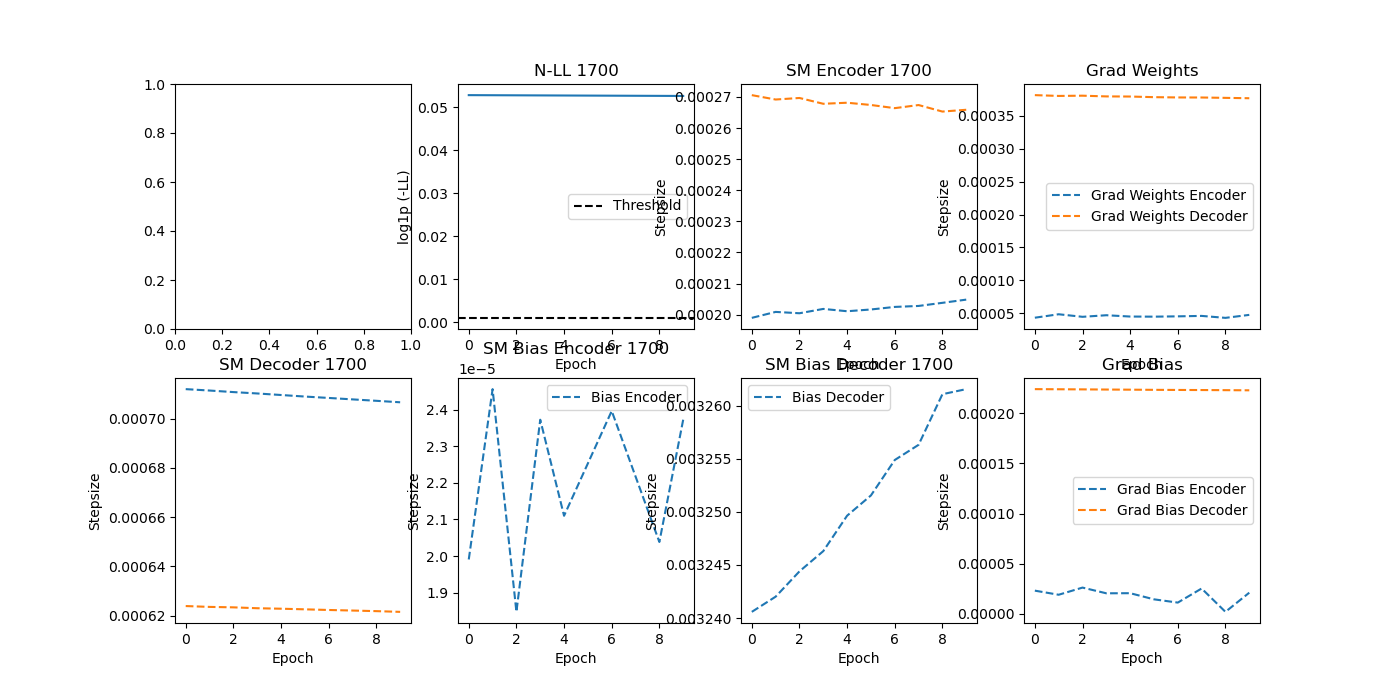 N-LL 1700
SM Encoder 1700
Grad Weights
1.0
0.8
0.6
0.4
0.2
0.0
0.0 0.2 0.4 0.6 0.8 1.0
log1p (-LL)
0.05
0.04
0.03
0.02
0.01
0.00
Threshold
0 2 4 6 8
Epoch
Stepsize
0.00027
0.00026
0.00025
0.00024
0.00023
0.00022
0.00021
0.00020
0 2 4 6 8
Epoch
Stepsize
0.00035
0.00030
0.00025
0.00020
0.00015
0.00010
0.00005
Grad Weights Encoder
Grad Weights Decoder
0 2 4 6 8
Epoch
SM Decoder 1700
SM Bias Encoder 1700
SM Bias Decoder 1700
Grad Bias
Stepsize
0.00070
0.00068
0.00066
0.00064
0.00062
0 2 4 6 8
Epoch
1e−5
Stepsize
2.4
2.3
2.2
2.1
2.0
1.9
Bias Encoder
0 2 4 6 8
Epoch
Stepsize
0.003260
0.003255
0.003250
0.003245
0.003240
Bias Decoder
0 2 4 6 8
Epoch
Stepsize
0.00020
0.00015
0.00010
0.00005
0.00000
Grad Bias Encoder
Grad Bias Decoder
0 2 4 6 8
Epoch